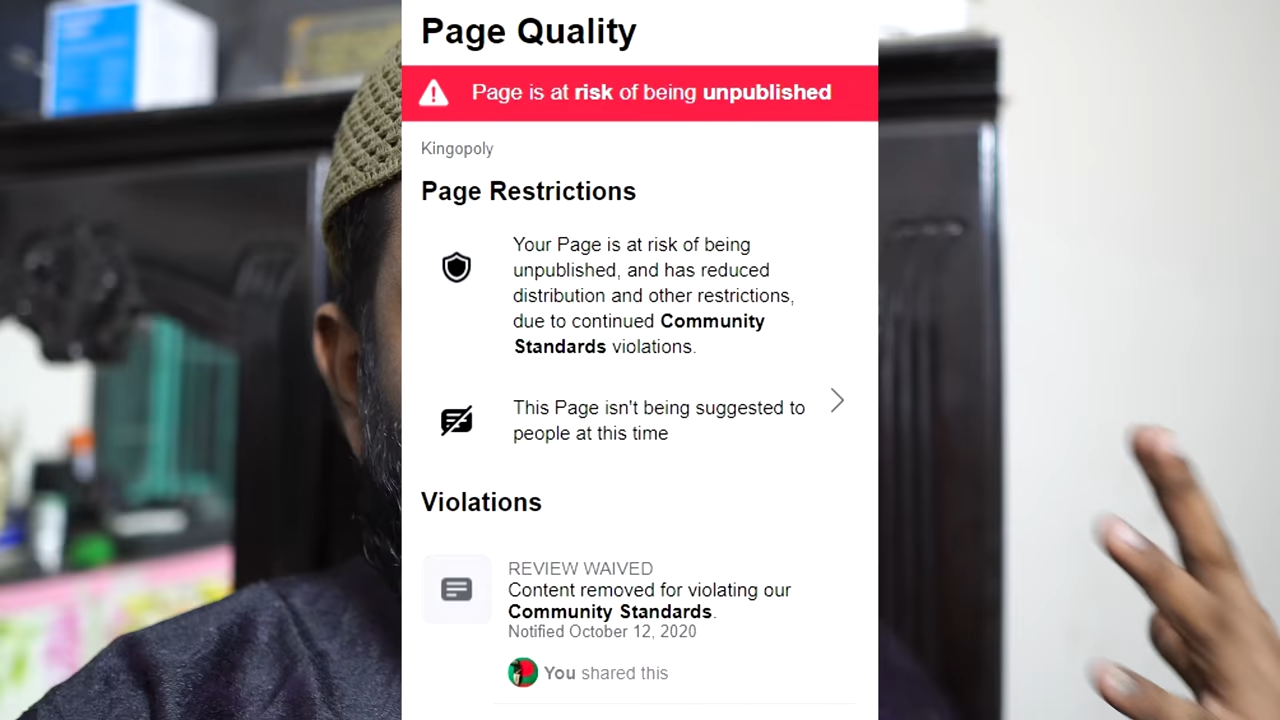 Page Quality
Page is at risk of being unpublished
Kingopoly
Page Restrictions
Your Page is at risk of being
unpublished, and has reduced
distribution and other restrictions,
due to continued Community
Standards violations.
This Page isn't being suggested to
people at this time
Violations
REVIEW WAIVED
Content removed for violating our
Community Standards.
Notified October 12, 2020
You shared this